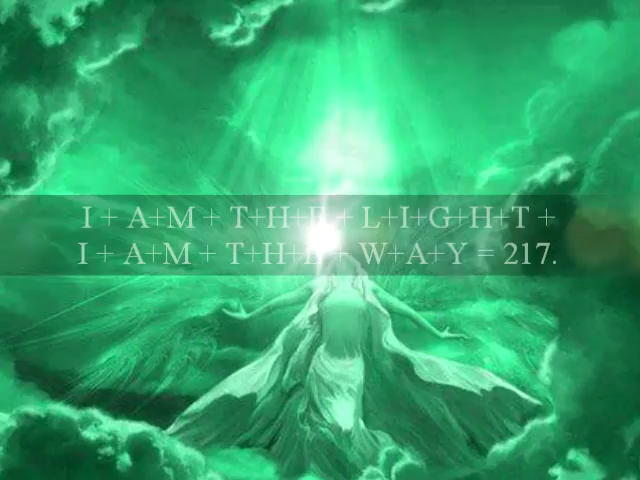 I + A+M + T+H+E + L+I+G+H+T +
I + A+M + T+H+E + W+A+Y = 217.